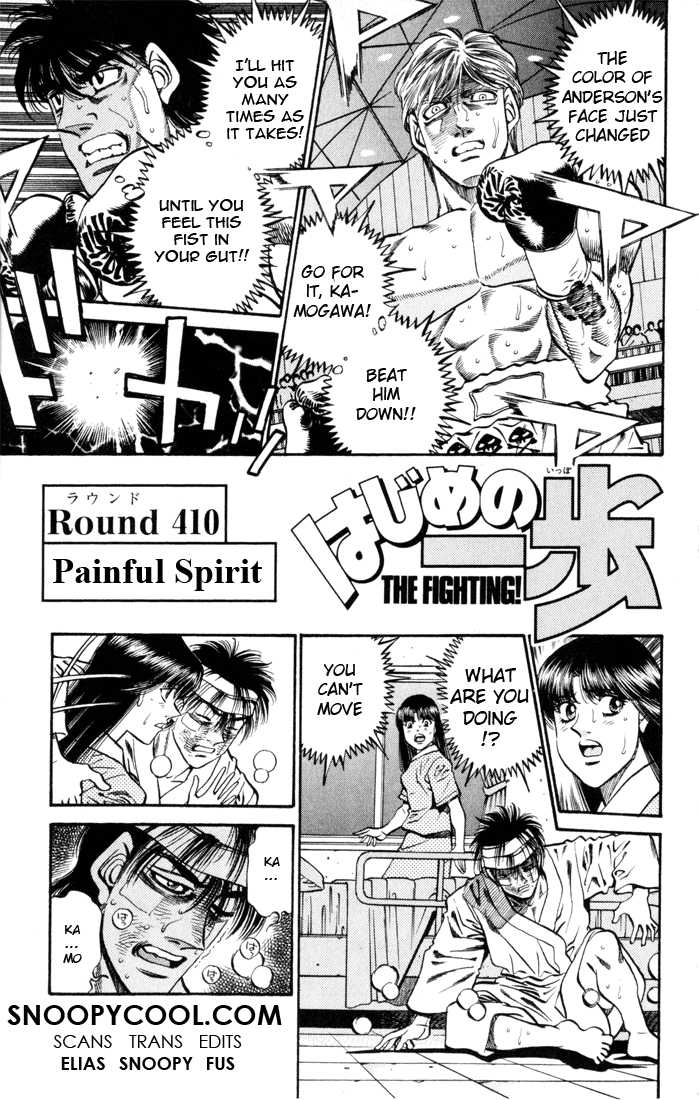 THE
COLOR OF
ANDERSON'S
FACE JUST
CHANGED
I'LL HIT
YOU AS
MANY
TIMES AS
IT TAKES!
UNTIL YOU
FEEL THIS
FIST IN
YOUR GUT!!
GO FOR
IT, KA-
MOGAWA!
BEAT
HIM
DOWN!!
ラウンド
Round 410
Painful Spirit
いっぽ
はじめの一歩
THE FIGHTING!
WHAT
ARE YOU
DOING
!?
YOU
CAN'T
MOVE
KA
...
KA
...
MO
SNOOPYCOOL.COM
SCANS TRANS EDITS
ELIAS SNOOPY FUS